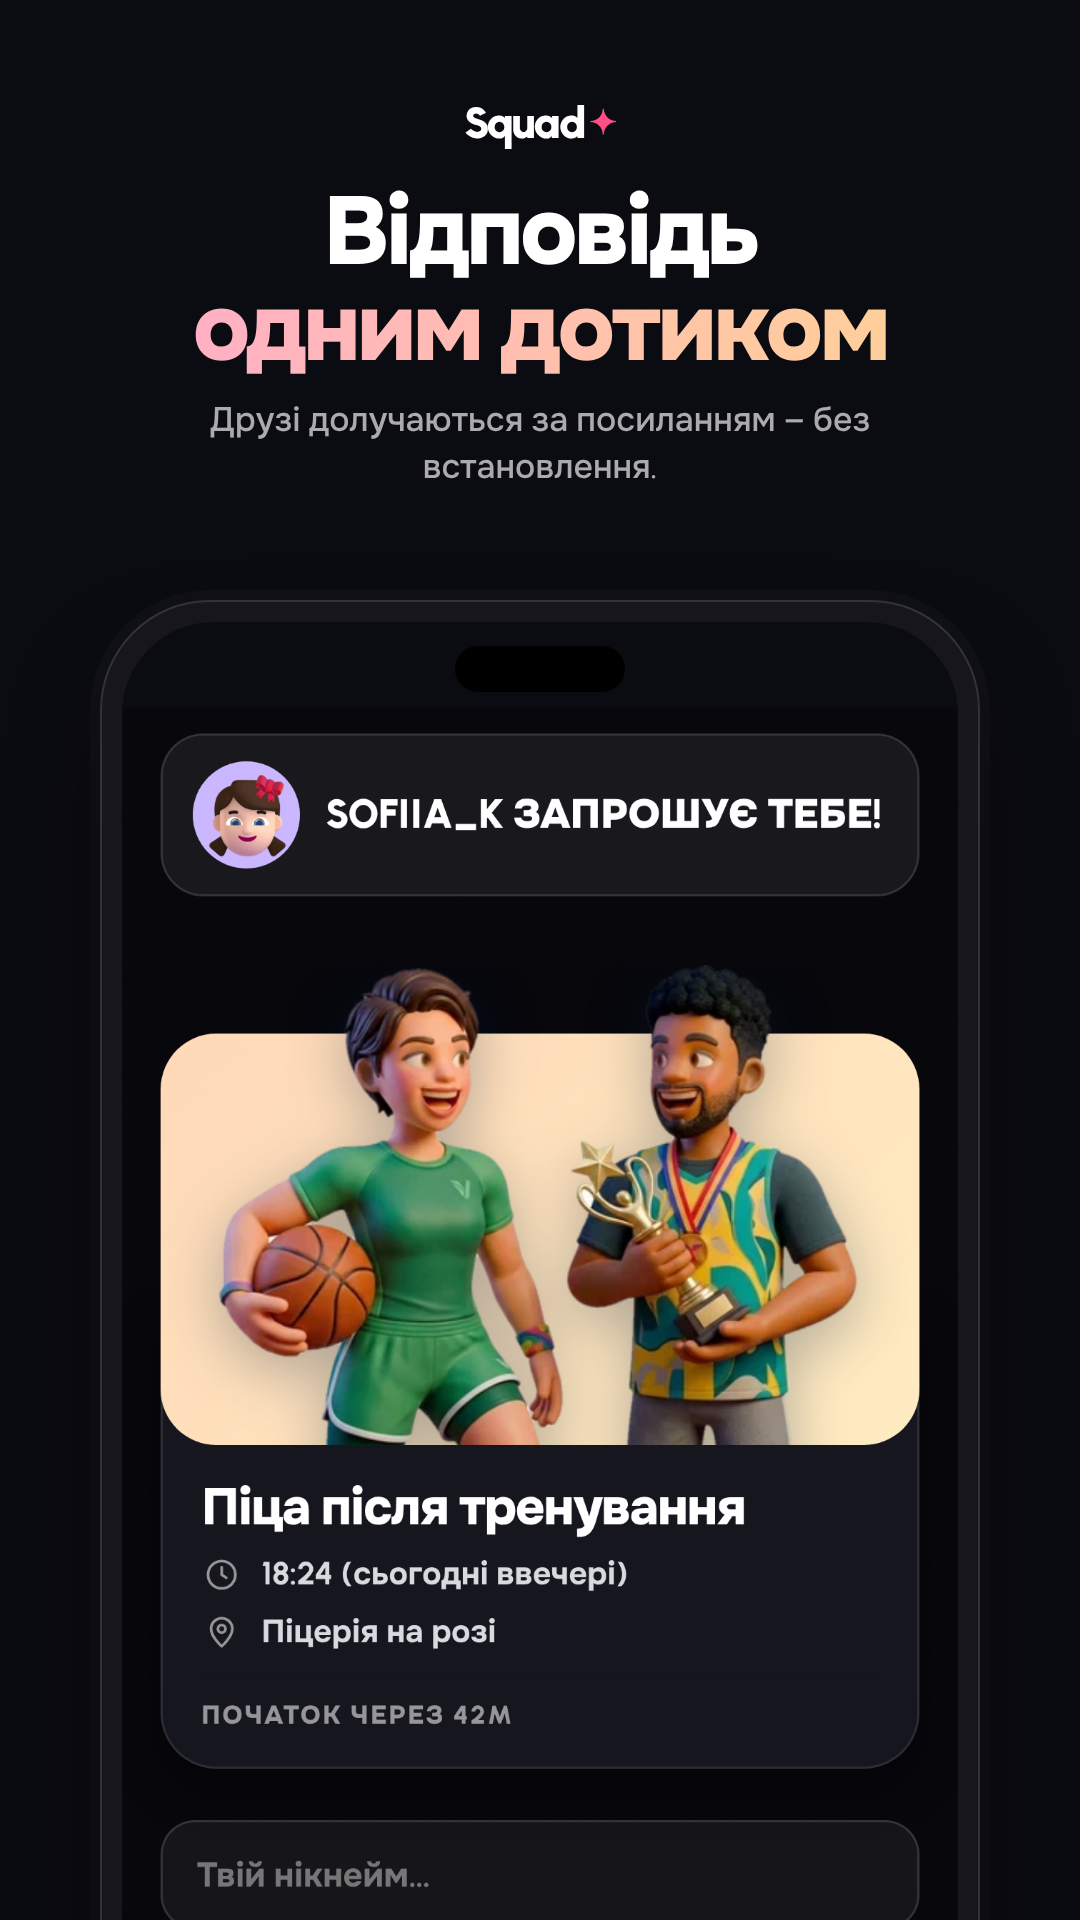 Squad
Відповідь
одним дотиком
Друзі долучаються за посиланням – без
встановлення.
SOFIIA_K ЗАПРОШУЄ ТЕБЕ!
Піца після тренування
18:24 (сьогодні ввечері)
Піцерія на розі
ПОЧАТОК ЧЕРЕЗ 42М
Твій нікнейм...